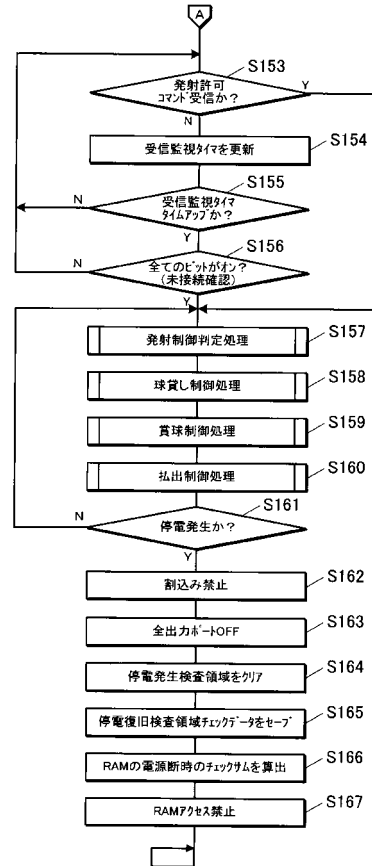 A
S153
発射許可
コマンド受信か?
Y
N
受信監視タイマを更新
S154
S155
受信監視タイマ
タイムアップか?
N
Y
S156
全てのビットがオン?
(未接続確認)
N
Y
発射制御判定処理
S157
球貸し制御処理
S158
賞球制御処理
S159
払出制御処理
S160
S161
停電発生か?
N
Y
割込み禁止
S162
全出力ポートOFF
S163
停電発生検査領域をクリア
S164
停電復旧検査領域チェックデータをセーブ
S165
RAMの電源断時のチェックサムを算出
S166
RAMアクセス禁止
S167